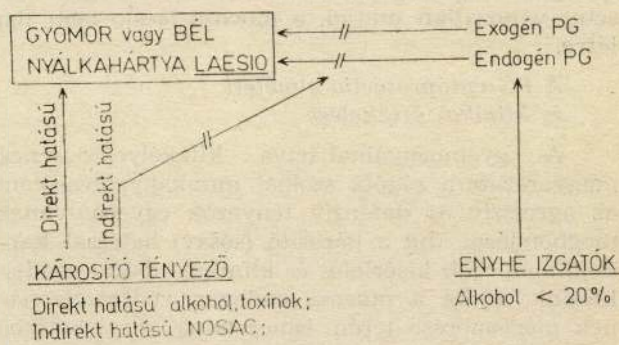 GYOMOR vagy BÉL
NYÁLKAHÁRTYA LAESIO
Exogén PG
Endogén PG
Direkt hatású
Indirekt hatású
KÁROSÍTÓ TÉNYEZŐ
Direkt hatású alkohol, toxinok;
Indirekt hatású NOSAC;
ENYHE IZGATÓK
Alkohol < 20%